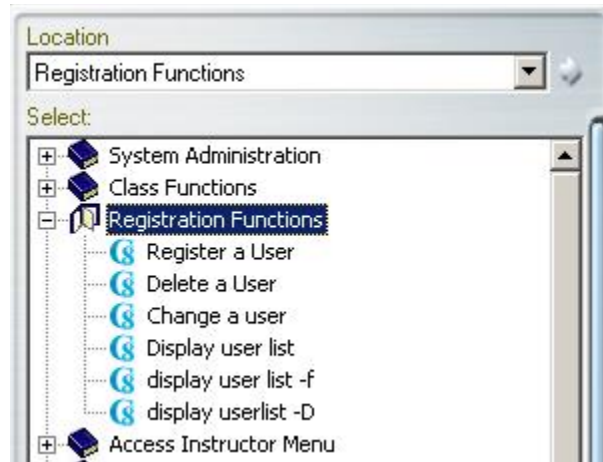 Location
Registration Functions
Select:
System Administration
Class Functions
Registration Functions
Register a User
Delete a User
Change a user
Display user list
display user list -f
display userlist -D
Access Instructor Menu